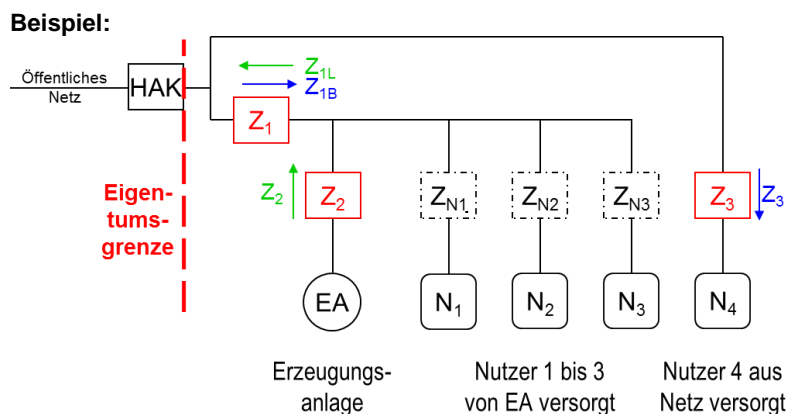 Beispiel:
Öffentliches
Netz
HAK
Z1L
Z1B
Z1
Eigen-
tums-
grenze
Z2
Z2
ZN1
ZN2
ZN3
Z3
Z3
EA
N1
N2
N3
N4
Erzeugungs-
anlage
Nutzer 1 bis 3
von EA versorgt
Nutzer 4 aus
Netz versorgt